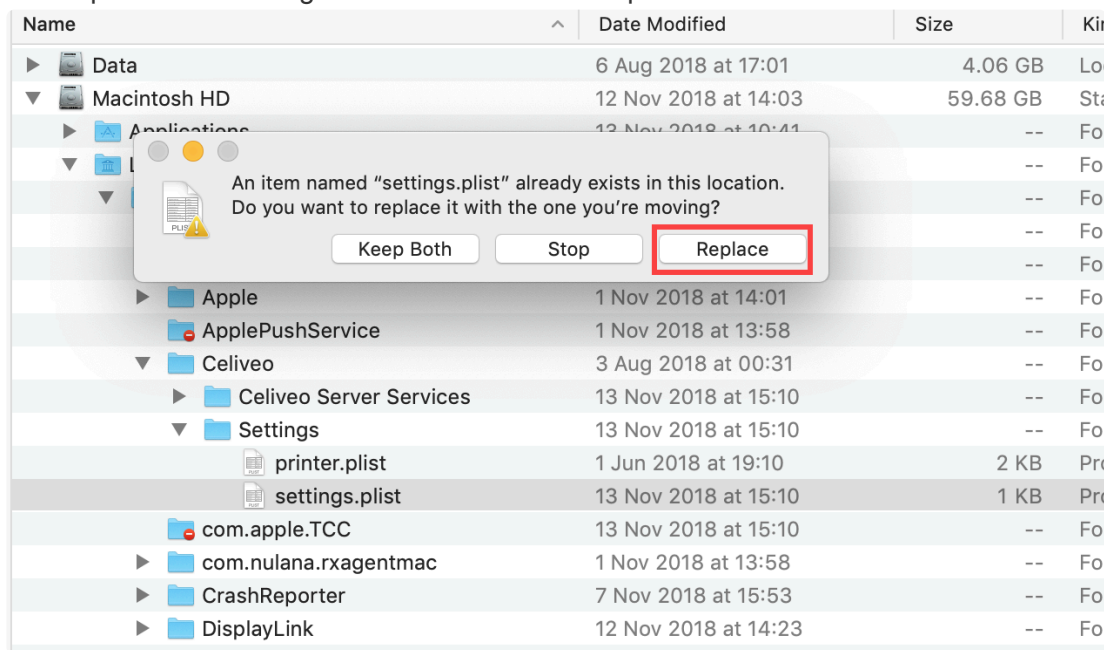 Name Date Modified Size
Data 6 Aug 2018 at 17:01 4.06 GB
Macintosh HD 12 Nov 2018 at 14:03 59.68 GB
Applications --
--
--
--
--
An item named “settings.plist” already exists in this location.
Do you want to replace it with the one you’re moving?
Keep Both Stop Replace
Apple 1 Nov 2018 at 14:01 --
ApplePushService 1 Nov 2018 at 13:58 --
Celiveo 3 Aug 2018 at 00:31 --
Celiveo Server Services 13 Nov 2018 at 15:10 --
Settings 13 Nov 2018 at 15:10 --
printer.plist 1 Jun 2018 at 19:10 2 KB
settings.plist 13 Nov 2018 at 15:10 1 KB
com.apple.TCC 13 Nov 2018 at 15:10 --
com.nulana.rxagentmac 1 Nov 2018 at 13:58 --
CrashReporter 7 Nov 2018 at 15:53 --
DisplayLink 12 Nov 2018 at 14:23 --